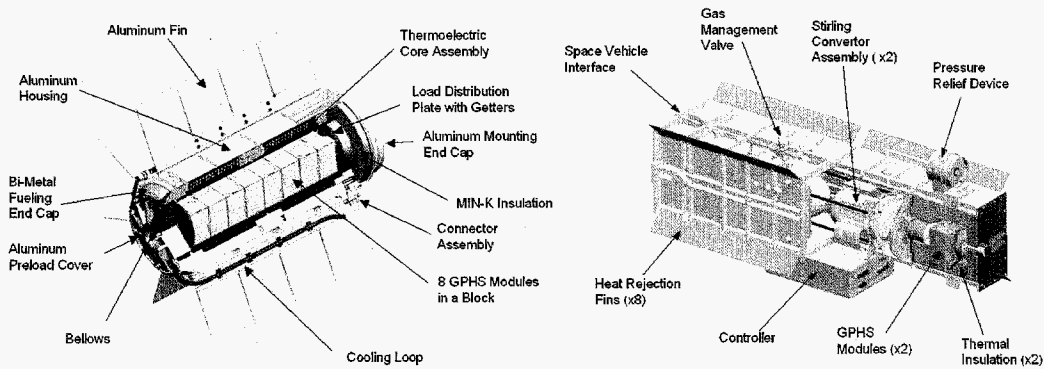 Aluminum Fin
Thermoelectric
Core Assembly
Aluminum
Housing
Load Distribution
Plate with Getters
Aluminum Mounting
End Cap
Bi-Metal
Fueling
End Cap
MIN-K Insulation
Aluminum
Preload Cover
Connector
Assembly
8 GPHS Modules
in a Block
Bellows
Cooling Loop
Gas
Management
Valve
Stirling
Convertor
Assembly ( x2)
Space Vehicle
Interface
Pressure
Relief Device
Heat Rejection
Fins (x8)
Controller
GPHS
Modules (x2)
Thermal
Insulation (x2)